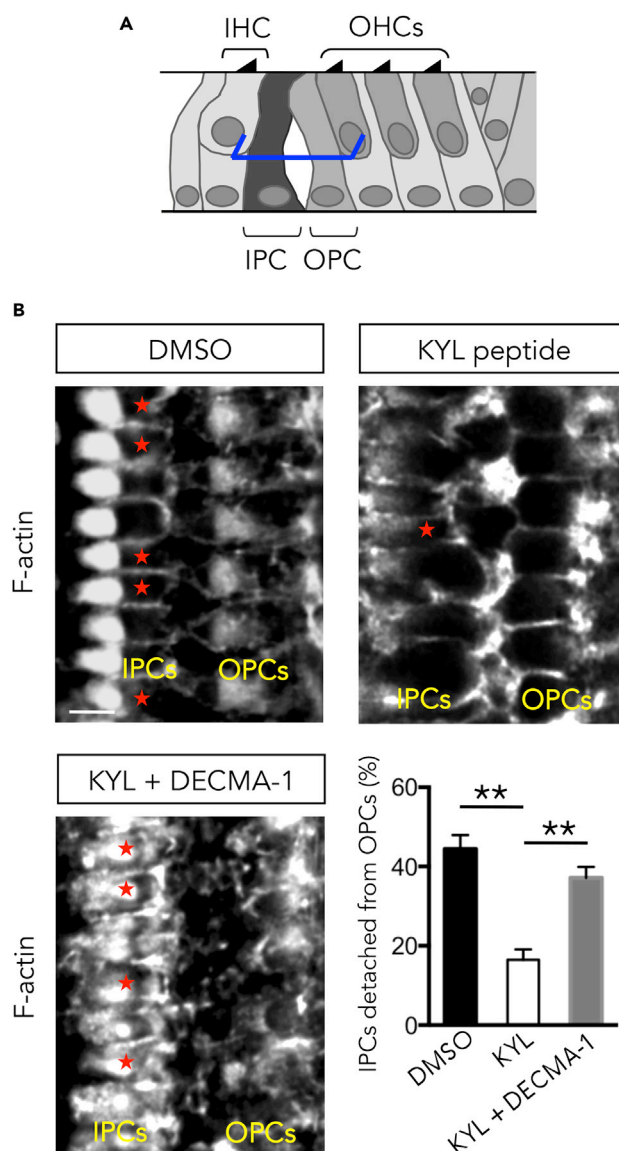 A
IHC
OHCs
IPC
OPC
B
DMSO
KYL peptide
F-actin
IPCs
OPCs
IPCs
OPCs
KYL + DECMA-1
F-actin
IPCs
OPCs
IPCs detached from OPCs (%)
60
40
20
0
**
**
DMSO
KYL
KYL + DECMA-1